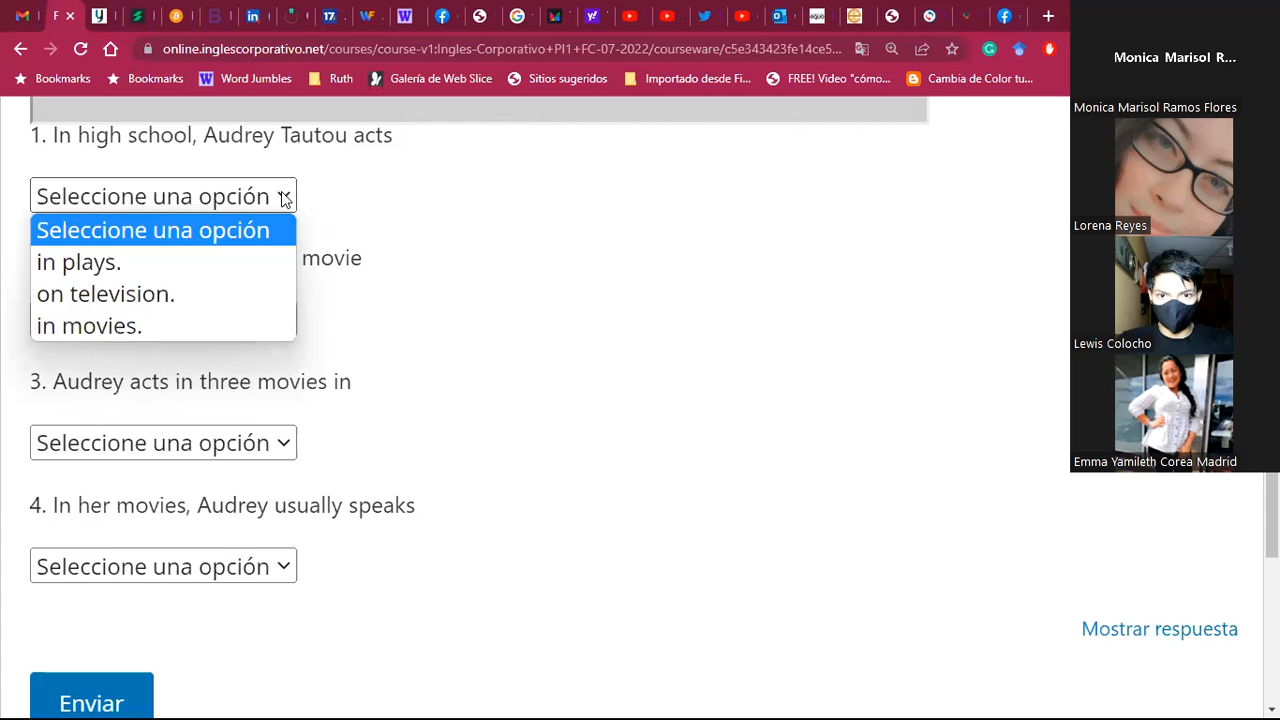 F
17
WF
W
online.inglescorporativo.net/courses/course-v1:Ingles-Corporativo+PI1+FC-07-2022/courseware/c5e343423fe14ce5...
Bookmarks
Bookmarks
Word Jumbles
Ruth
Galería de Web Slice
Sitios sugeridos
Importado desde Fi...
FREE! Video "cómo...
Cambia de Color tu...
1. In high school, Audrey Tautou acts
Seleccione una opción
Seleccione una opción
in plays.
on television.
in movies.
movie
3. Audrey acts in three movies in
Seleccione una opción
4. In her movies, Audrey usually speaks
Seleccione una opción
Mostrar respuesta
Enviar
Monica Marisol R...
Monica Marisol Ramos Flores
Lorena Reyes
Lewis Colocho
Emma Yamileth Corea Madrid